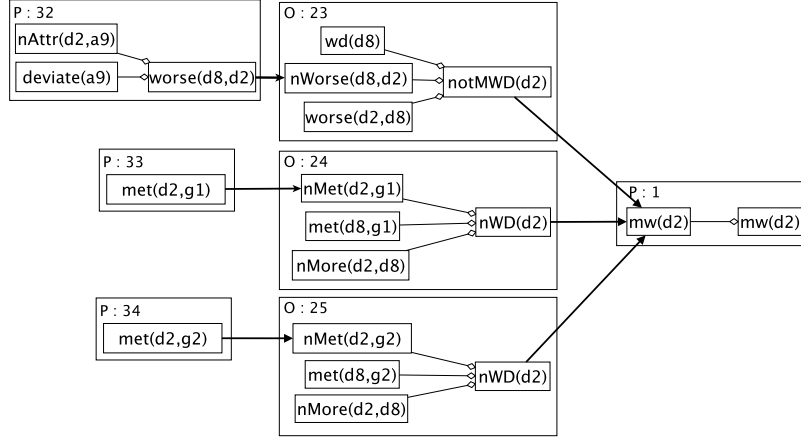 P : 32
nAttr(d2,a9)
deviate(a9)
worse(d8,d2)
O : 23
wd(d8)
nWorse(d8,d2)
worse(d2,d8)
notMWD(d2)
P : 33
met(d2,g1)
O : 24
nMet(d2,g1)
met(d8,g1)
nMore(d2,d8)
nWD(d2)
P : 1
mw(d2)
mw(d2)
P : 34
met(d2,g2)
O : 25
nMet(d2,g2)
met(d8,g2)
nMore(d2,d8)
nWD(d2)